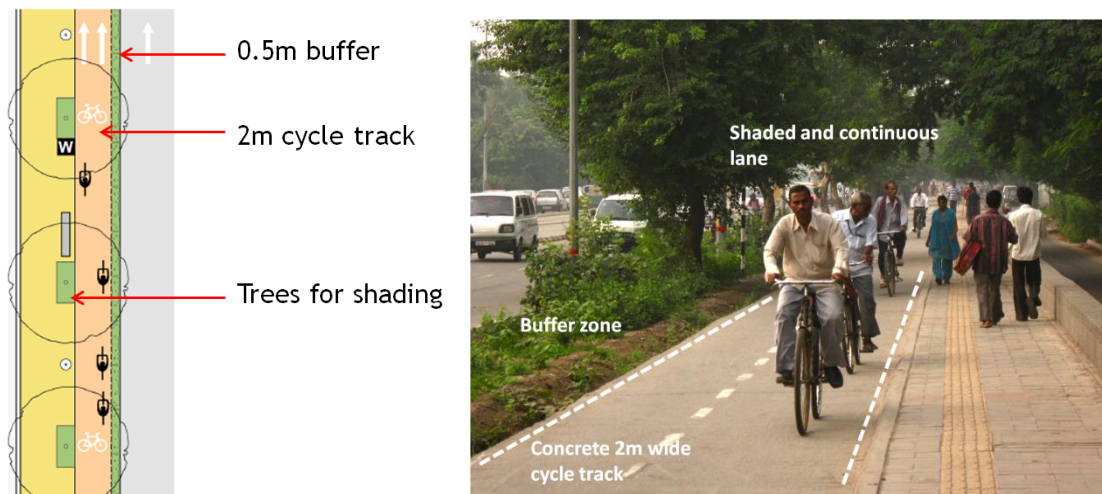 0.5m buffer
2m cycle track
W
Trees for shading
Shaded and continuous
lane
Buffer zone
Concrete 2m wide
cycle track